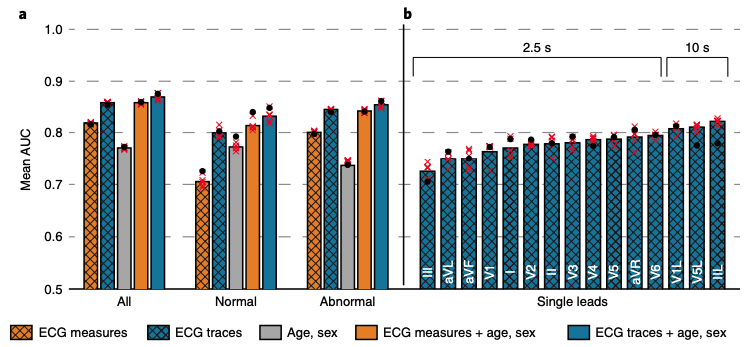 a
b
1.0
0.9
0.8
0.7
0.6
0.5
Mean AUC
2.5 s
10 s
III
aVL
aVF
V1
I
V2
II
V3
V4
V5
aVR
V6
V1L
V5L
IIL
All
Normal
Abnormal
Single leads
ECG measures
ECG traces
Age, sex
ECG measures + age, sex
ECG traces + age, sex